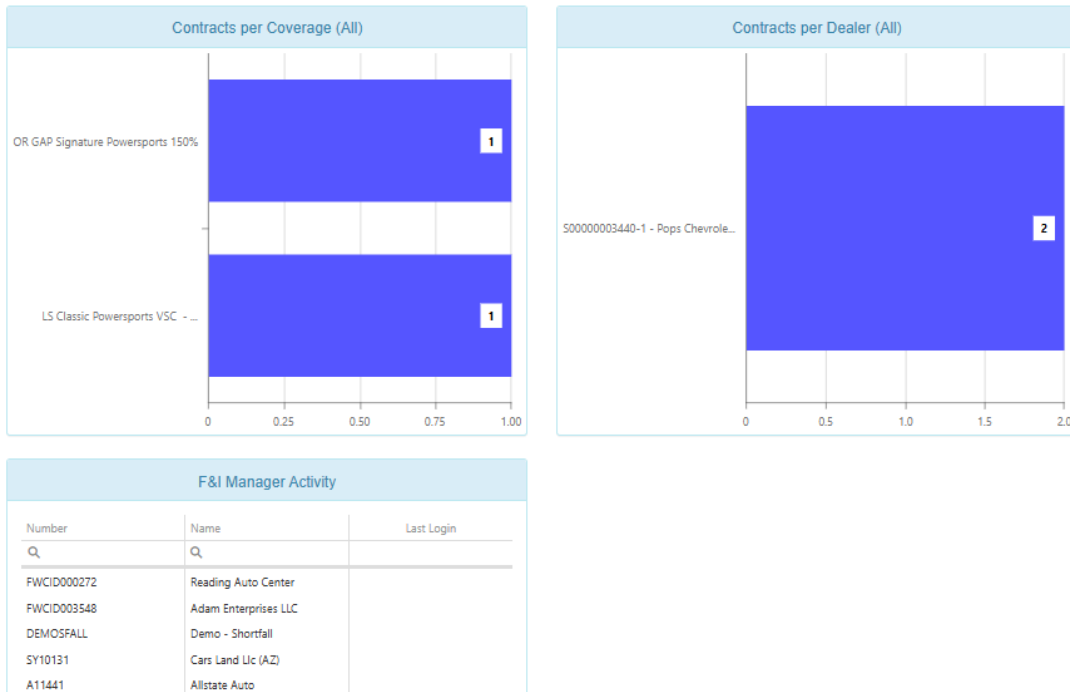 Contracts per Coverage (All)
OR GAP Signature Powersports 150%
1
LS Classic Powersports VSC - ...
1
0 0.25 0.50 0.75 1.00
Contracts per Dealer (All)
S00000003440-1 - Pops Chevrole...
2
0 0.5 1.0 1.5 2.0
F&I Manager Activity
Number Name Last Login
FWCID000272 Reading Auto Center
FWCID003548 Adam Enterprises LLC
DEMOSFALL Demo - Shortfall
SY10131 Cars Land Llc (AZ)
A11441 Allstate Auto